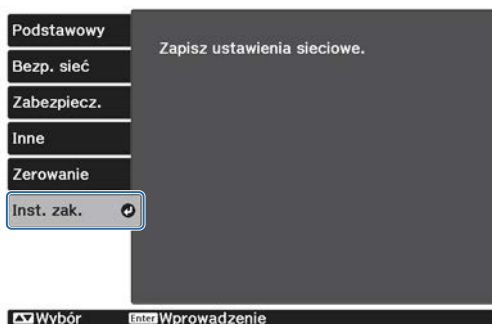 Podstawowy
Bezp. sieć
Zabezpiecz.
Inne
Zerowanie
Inst. zak.
Zapisz ustawienia sieciowe.
Wybór Enter Wprowadzenie